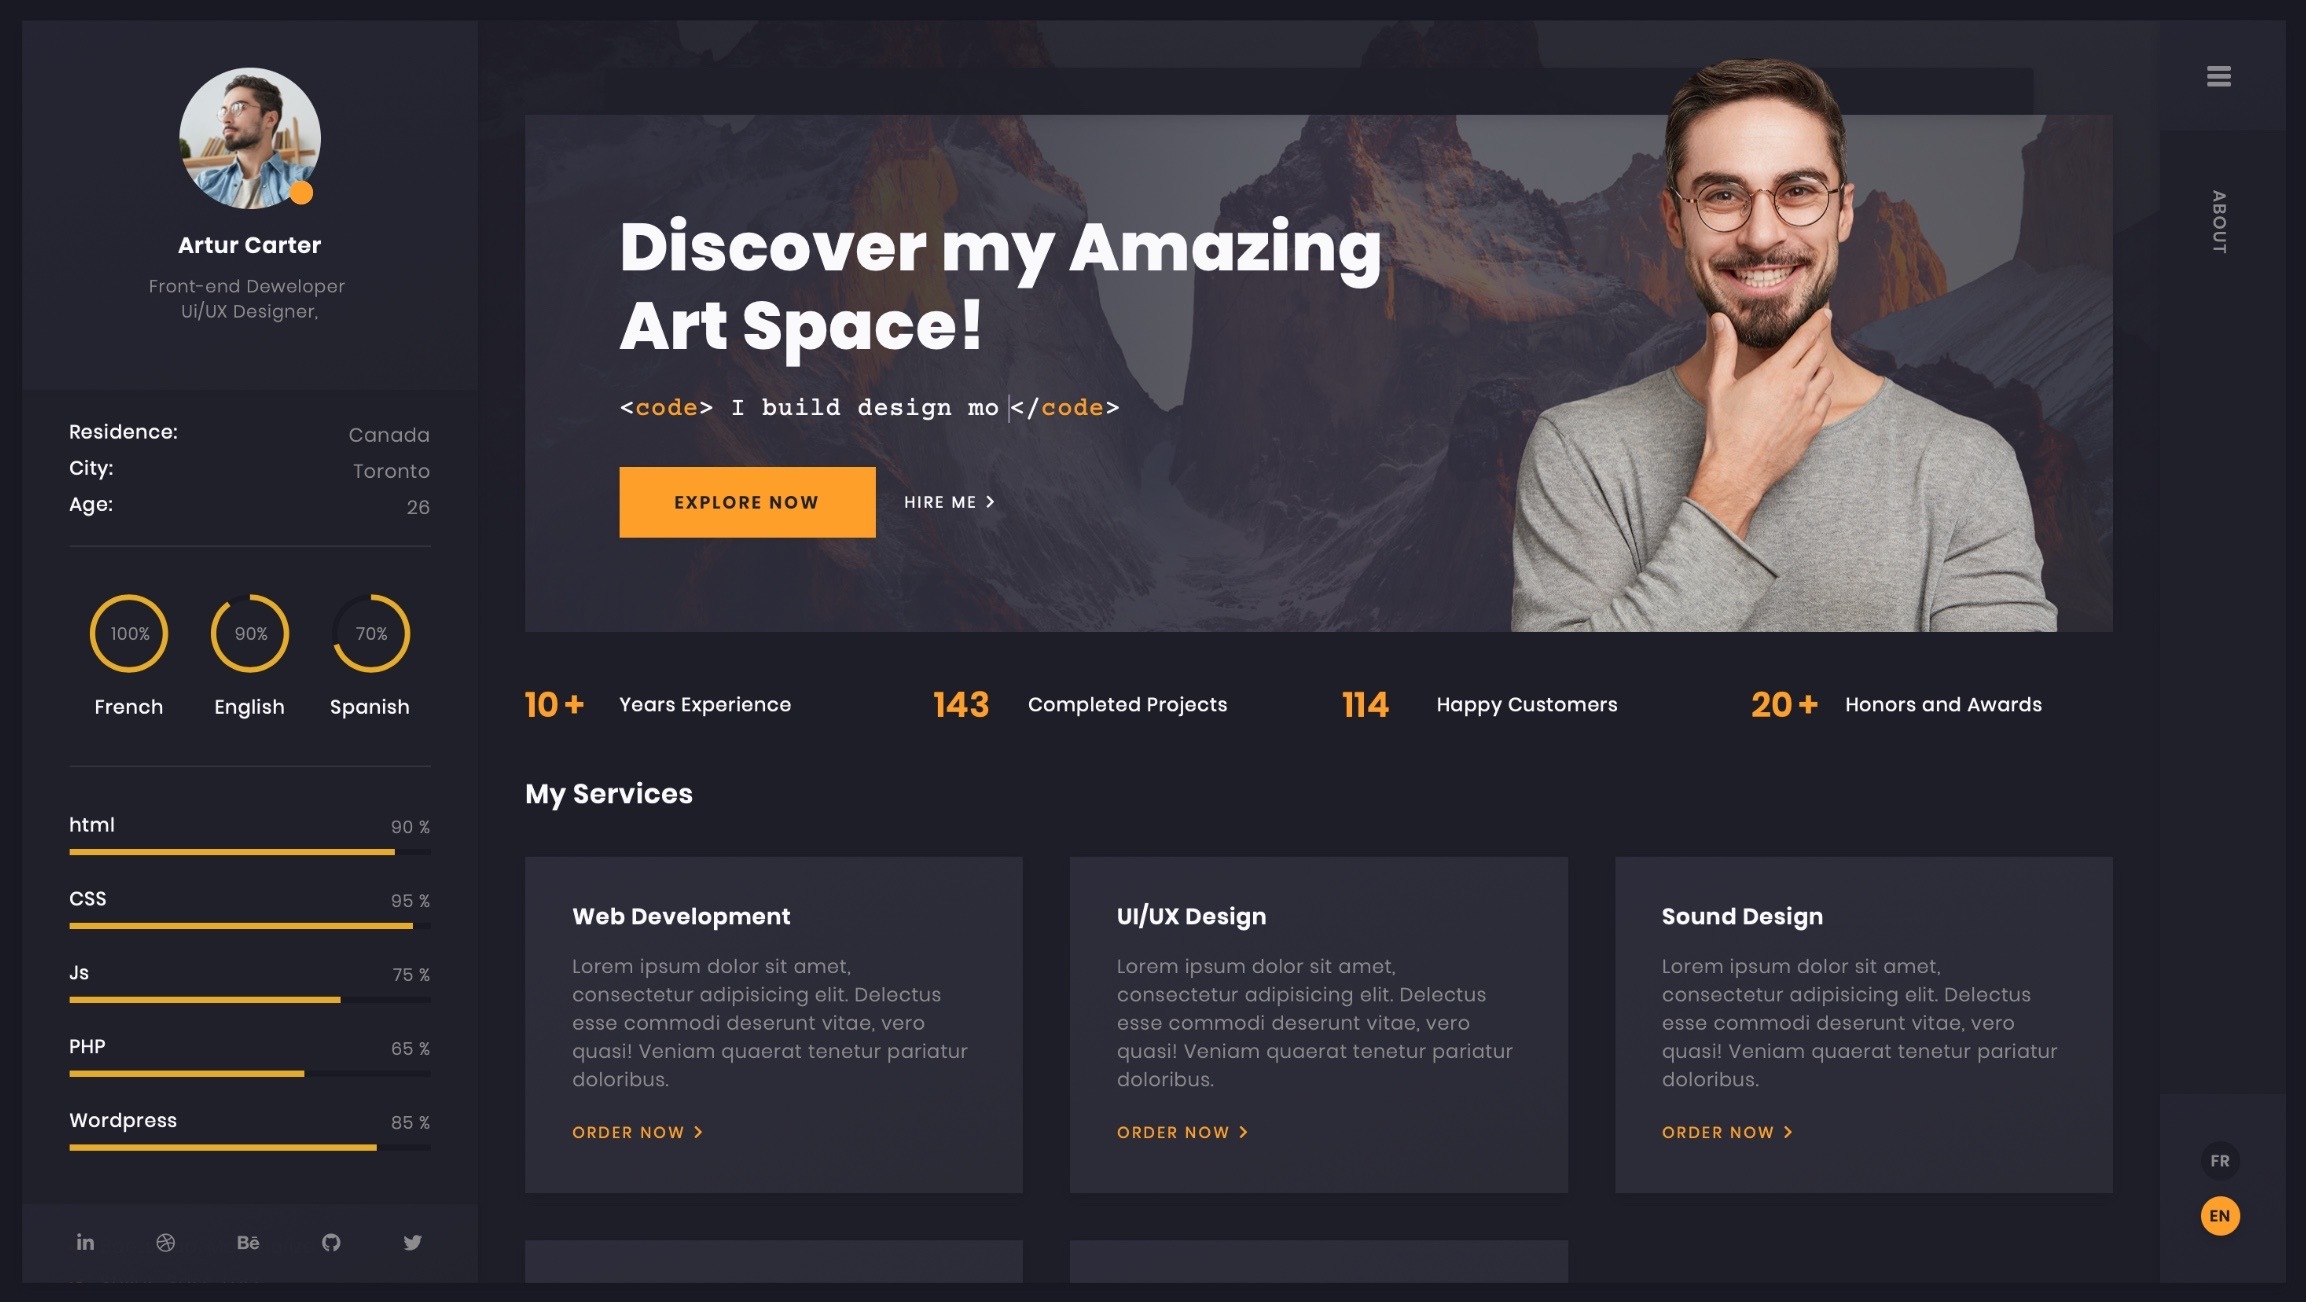 Artur Carter
Front-end Deweloper
Ui/UX Designer,
Residence: Canada
City: Toronto
Age: 26
100% 90% 70%
French English Spanish
html 90 %
CSS 95 %
Js 75 %
PHP 65 %
Wordpress 85 %
in Bē
Discover my Amazing
Art Space!
<code> I build design mo </code>
EXPLORE NOW HIRE ME >
10 + Years Experience 143 Completed Projects 114 Happy Customers 20 + Honors and Awards
My Services
Web Development
Lorem ipsum dolor sit amet,
consectetur adipisicing elit. Delectus
esse commodi deserunt vitae, vero
quasi! Veniam quaerat tenetur pariatur
doloribus.
ORDER NOW >
UI/UX Design
Lorem ipsum dolor sit amet,
consectetur adipisicing elit. Delectus
esse commodi deserunt vitae, vero
quasi! Veniam quaerat tenetur pariatur
doloribus.
ORDER NOW >
Sound Design
Lorem ipsum dolor sit amet,
consectetur adipisicing elit. Delectus
esse commodi deserunt vitae, vero
quasi! Veniam quaerat tenetur pariatur
doloribus.
ORDER NOW >
ABOUT
FR
EN